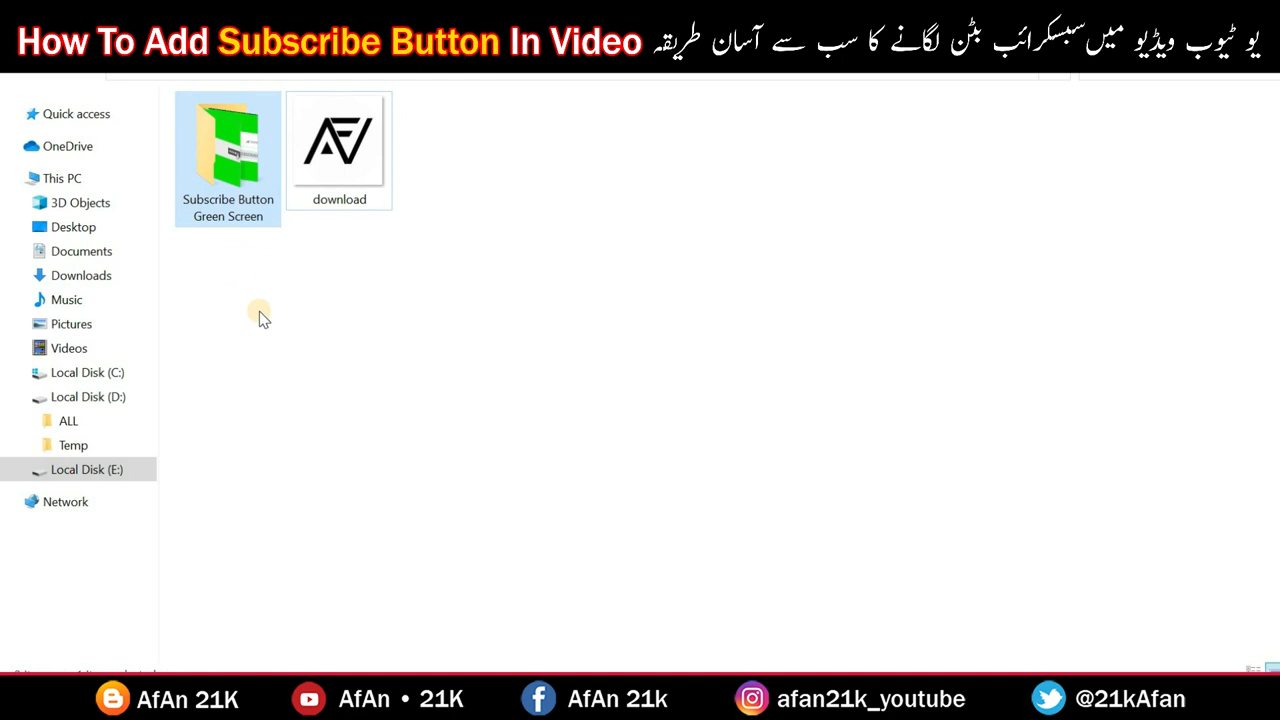 How To Add Subscribe Button In Video یو ٹیوب ویڈیو میں سبسکرائب بٹن لگانے کا سب سے آسان طریقہ
Quick access
OneDrive
This PC
3D Objects
Desktop
Documents
Downloads
Music
Pictures
Videos
Local Disk (C:)
Local Disk (D:)
ALL
Temp
Local Disk (E:)
Network
Subscribe Button
Green Screen
download
AfAn 21K
AfAn • 21K
AfAn 21k
afan21k_youtube
@21kAfan